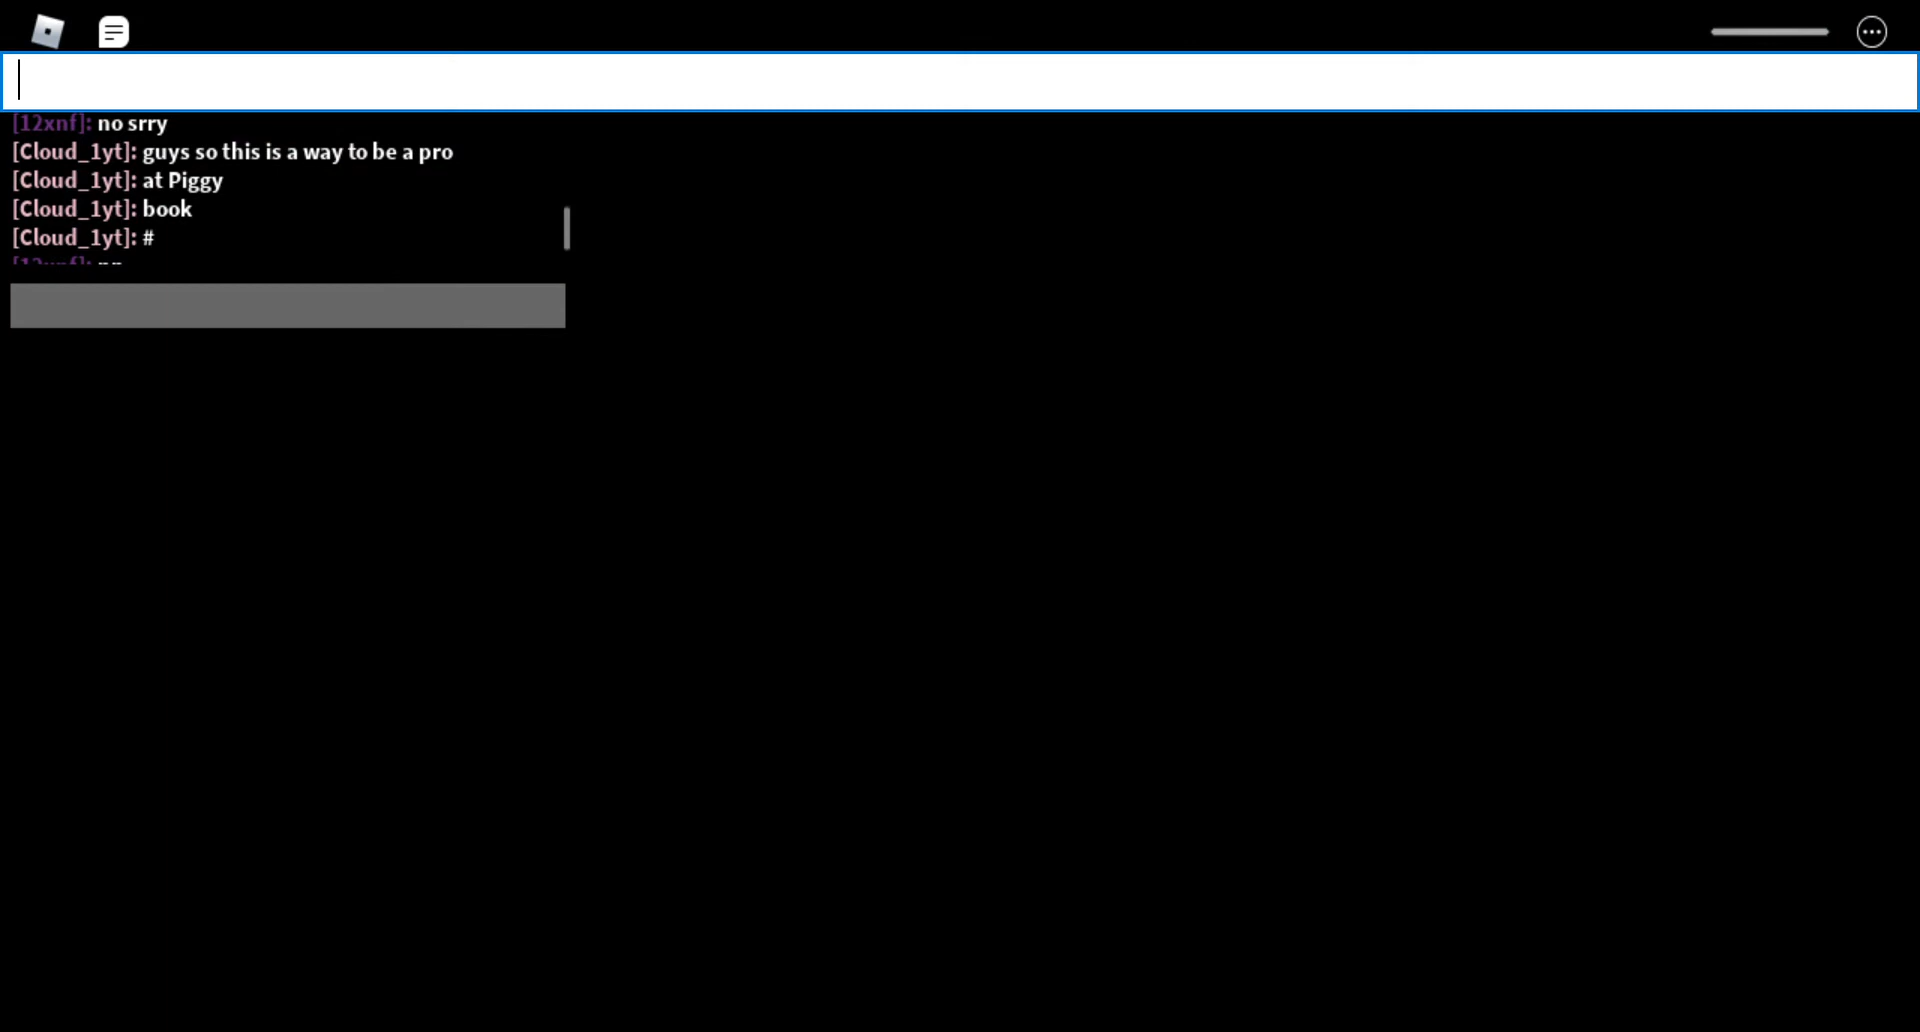 [12xnf]: no srry
[Cloud_1yt]: guys so this is a way to be a pro
[Cloud_1yt]: at Piggy
[Cloud_1yt]: book
[Cloud_1yt]: #